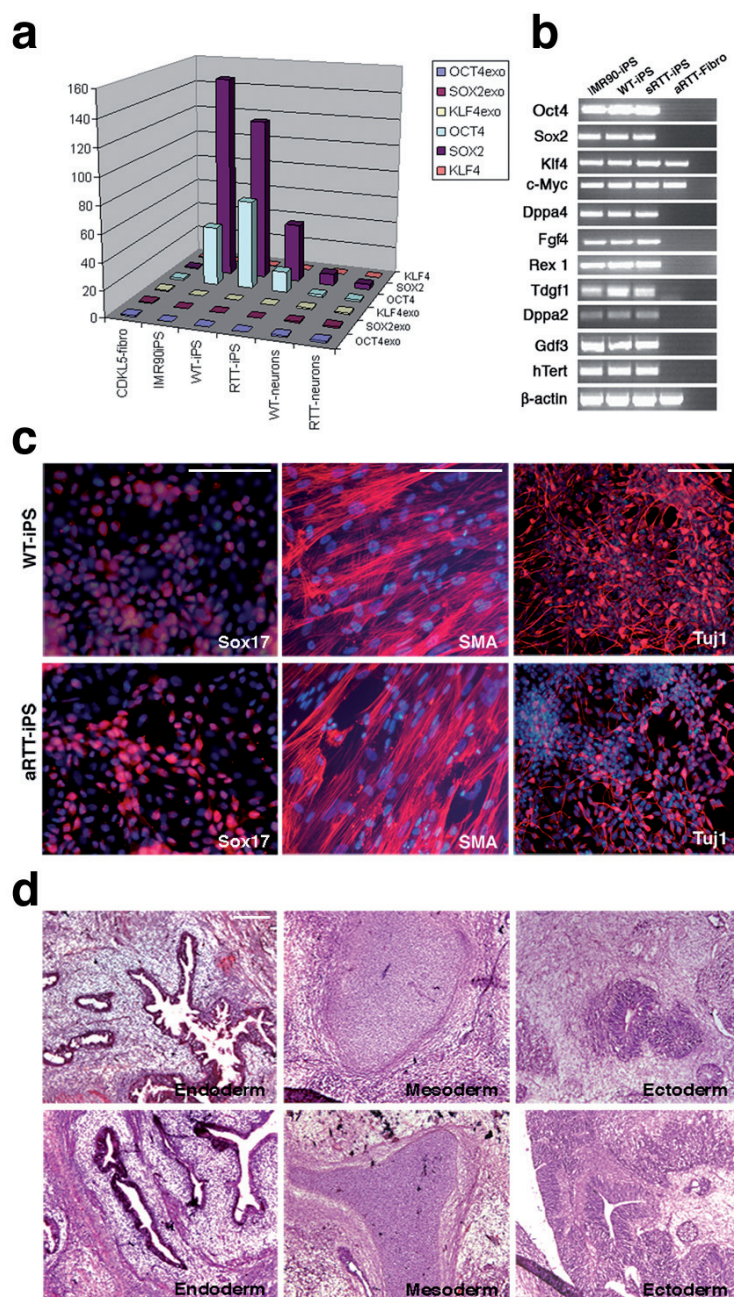 a
160
140
120
100
80
60
40
20
0
CDKL5-fibro
IMR90iPS
WT-iPS
RTT-iPS
WT-neurons
RTT-neurons
KLF4
SOX2
OCT4
KLF4exo
SOX2exo
OCT4exo
OCT4exo
SOX2exo
KLF4exo
OCT4
SOX2
KLF4
b
IMR90-iPS
WT-iPS
sRTT-iPS
aRTT-Fibro
Oct4
Sox2
Klf4
c-Myc
Dppa4
Fgf4
Rex 1
Tdgf1
Dppa2
Gdf3
hTert
β-actin
c
WT-iPS
Sox17
SMA
Tuj1
aRTT-iPS
Sox17
SMA
Tuj1
d
Endoderm
Mesoderm
Ectoderm
Endoderm
Mesoderm
Ectoderm